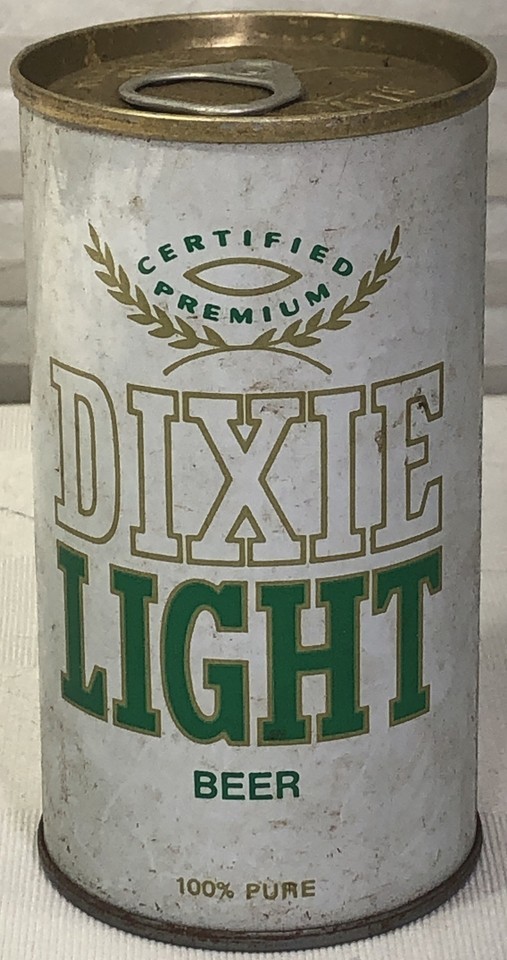 CERTIFIED
PREMIUM
DIXIE
LIGHT
BEER
100% PURE